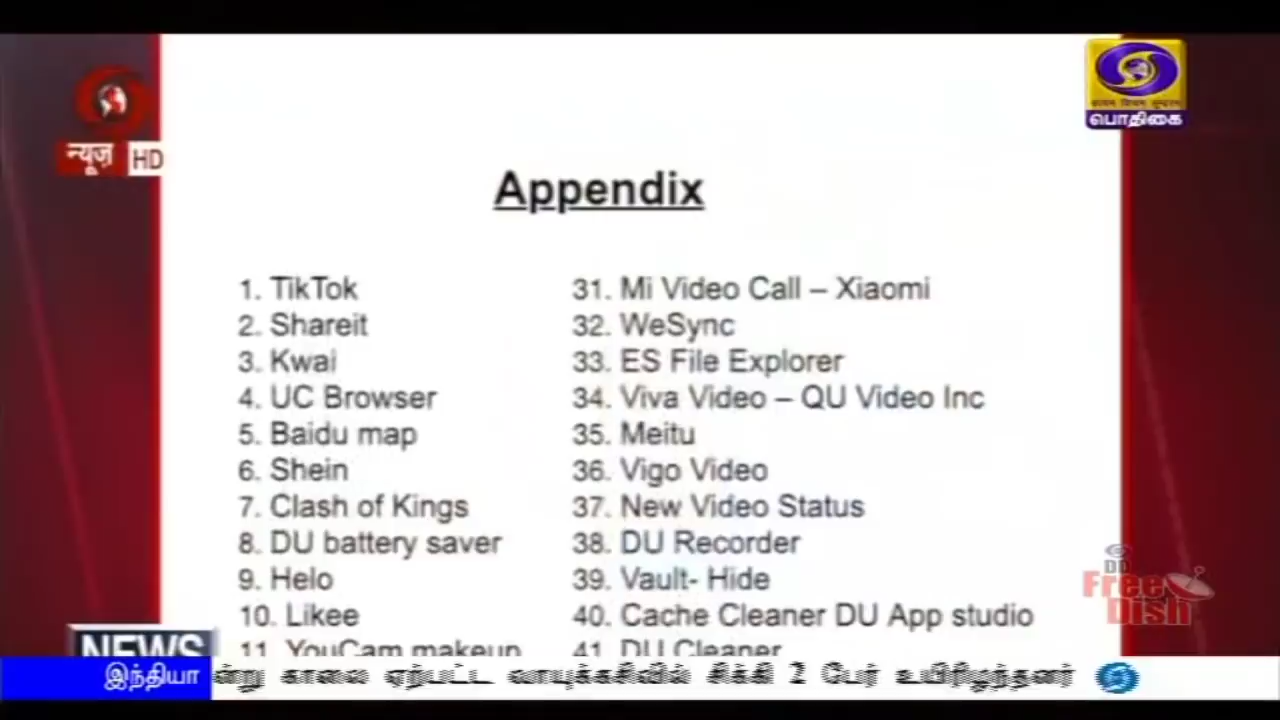 न्यूज़ HD
பொதிகை
Appendix
1. TikTok
2. Shareit
3. Kwai
4. UC Browser
5. Baidu map
6. Shein
7. Clash of Kings
8. DU battery saver
9. Helo
10. Likee
11. YouCam makeup
31. Mi Video Call – Xiaomi
32. WeSync
33. ES File Explorer
34. Viva Video – QU Video Inc
35. Meitu
36. Vigo Video
37. New Video Status
38. DU Recorder
39. Vault- Hide
40. Cache Cleaner DU App studio
41. DU Cleaner
DD
Free
Dish
NEWS
இந்தியா ன்று காலை ஏற்பட்ட வாயுக்கசிவில் சிக்கி 2 பேர் உயிரிழந்தனர்